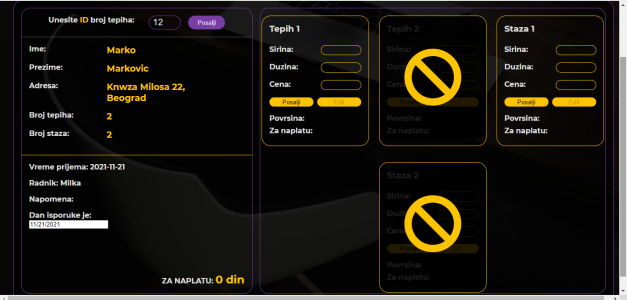 Unesite ID broj tepiha: 12 Posalji
Ime: Marko
Prezime: Markovic
Adresa: Knwza Milosa 22,
Beograd
Broj tepiha: 2
Broj staza: 2
Vreme prijema: 2021-11-21
Radnik: Milka
Napomena:
Dan isporuke je:
11/21/2021
ZA NAPLATU: 0 din
Tepih 1
Sirina:
Duzina:
Cena:
Posalji Edit
Povrsina:
Za naplatu:
Tepih 2
Sirina:
Duzina:
Cena:
Povrsina:
Za naplatu:
Staza 1
Sirina:
Duzina:
Cena:
Posalji Edit
Povrsina:
Za naplatu:
Staza 2
Sirina:
Duzina:
Cena:
Povrsina:
Za naplatu: